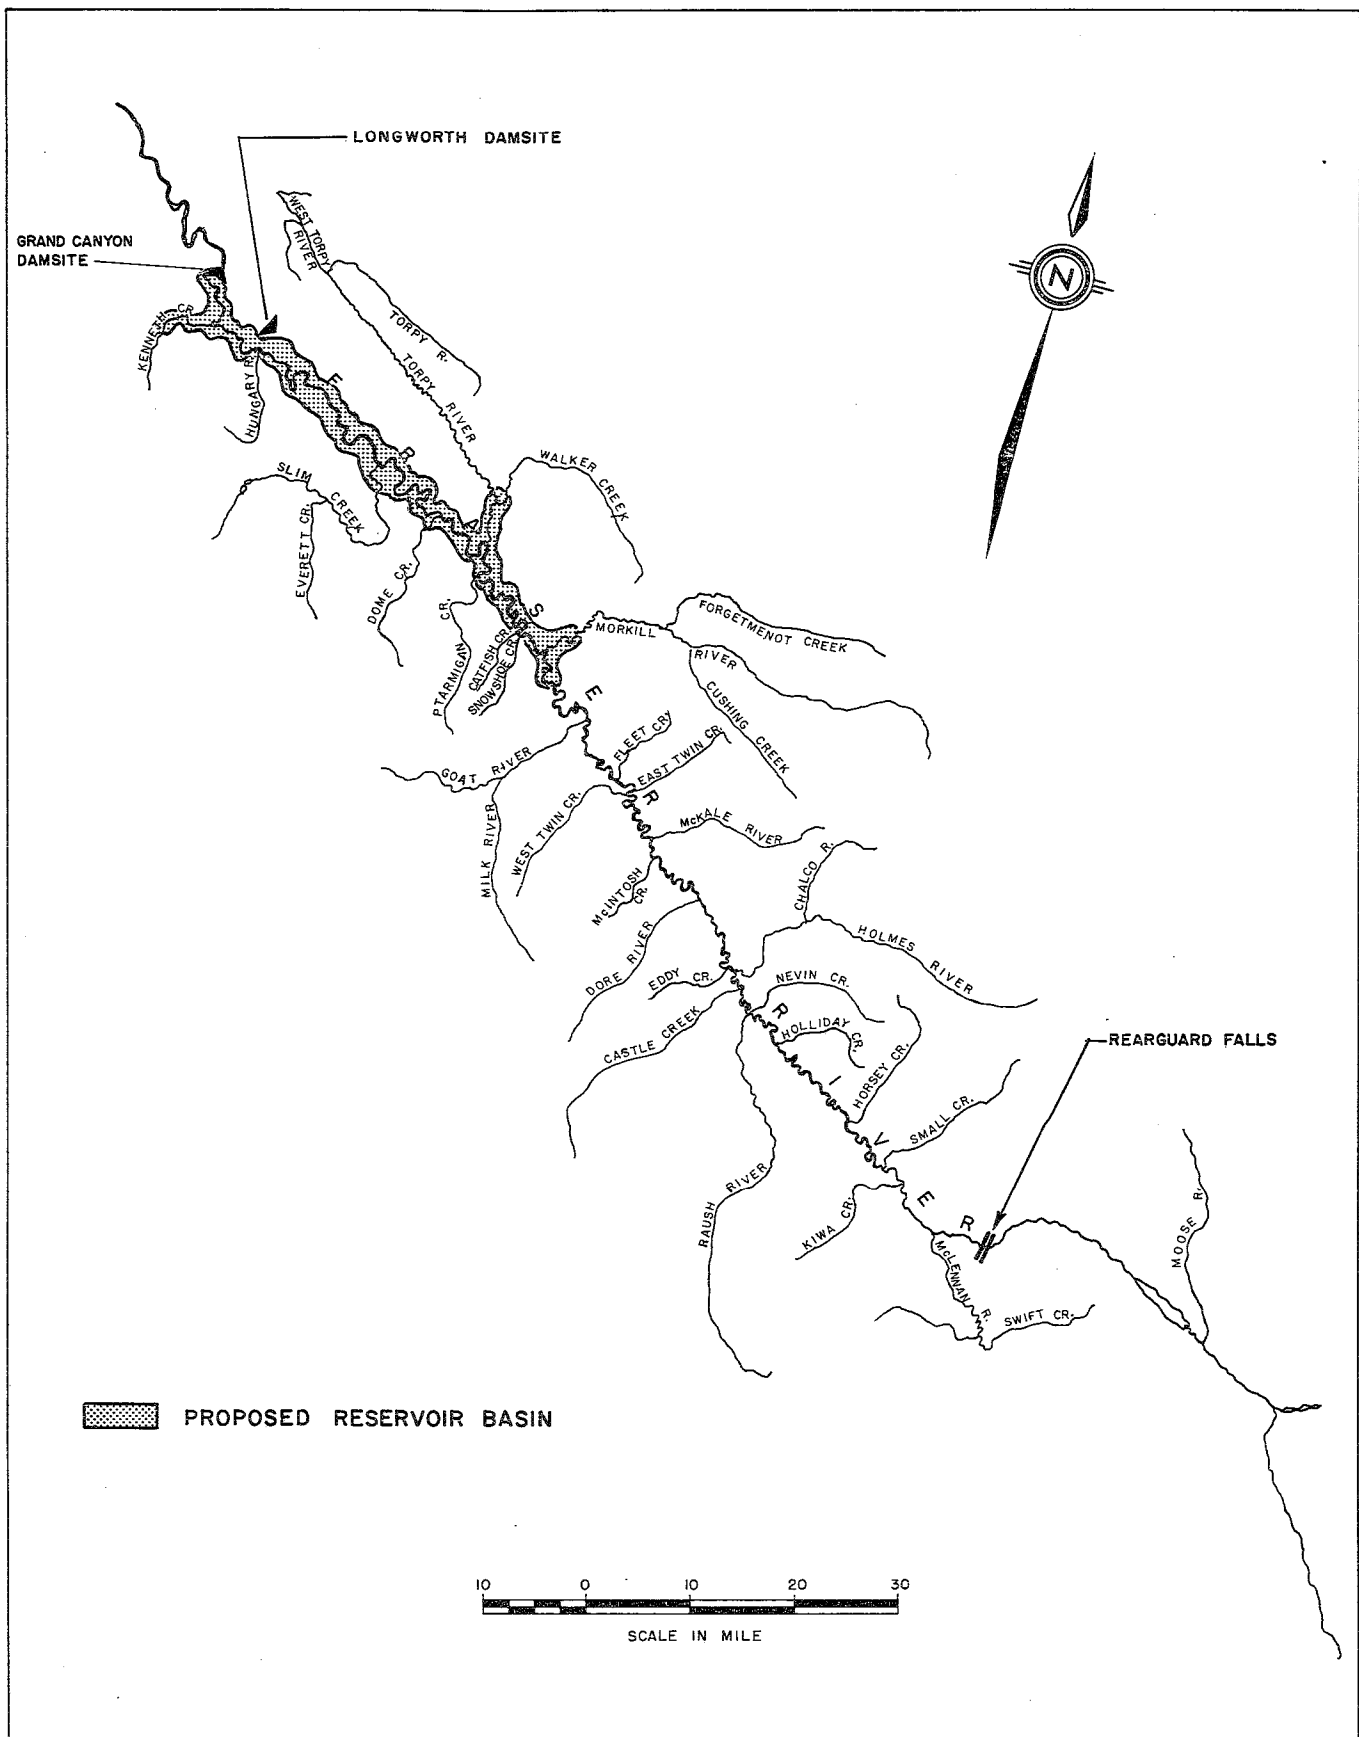 LONGWORTH DAMSITE
GRAND CANYON
DAMSITE
WEST TORPY
RIVER
TORPY R.
TORPY RIVER
KENNETH CR
HUNGARY R.
WALKER CREEK
SLIM CREEK
EVERETT CR.
DOME CR.
PTARMIGAN CR.
CATFISH CR.
SNOWSHOE CR.
MORKILL RIVER
FORGETMENOT CREEK
CUSHING CREEK
FRASER RIVER
GOAT RIVER
MILK RIVER
FLEET CR.
EAST TWIN CR.
WEST TWIN CR.
McKALE RIVER
McINTOSH
CR.
CHALCO R.
HOLMES RIVER
DORE RIVER
EDDY CR.
NEVIN CR.
CASTLE CREEK
HOLLIDAY CR.
HORSEY CR.
REARGUARD FALLS
SMALL CR.
RAUSH RIVER
KIWA CR.
McLENNAN R.
MOOSE R.
SWIFT CR.
N
PROPOSED RESERVOIR BASIN
10 0 10 20 30
SCALE IN MILE